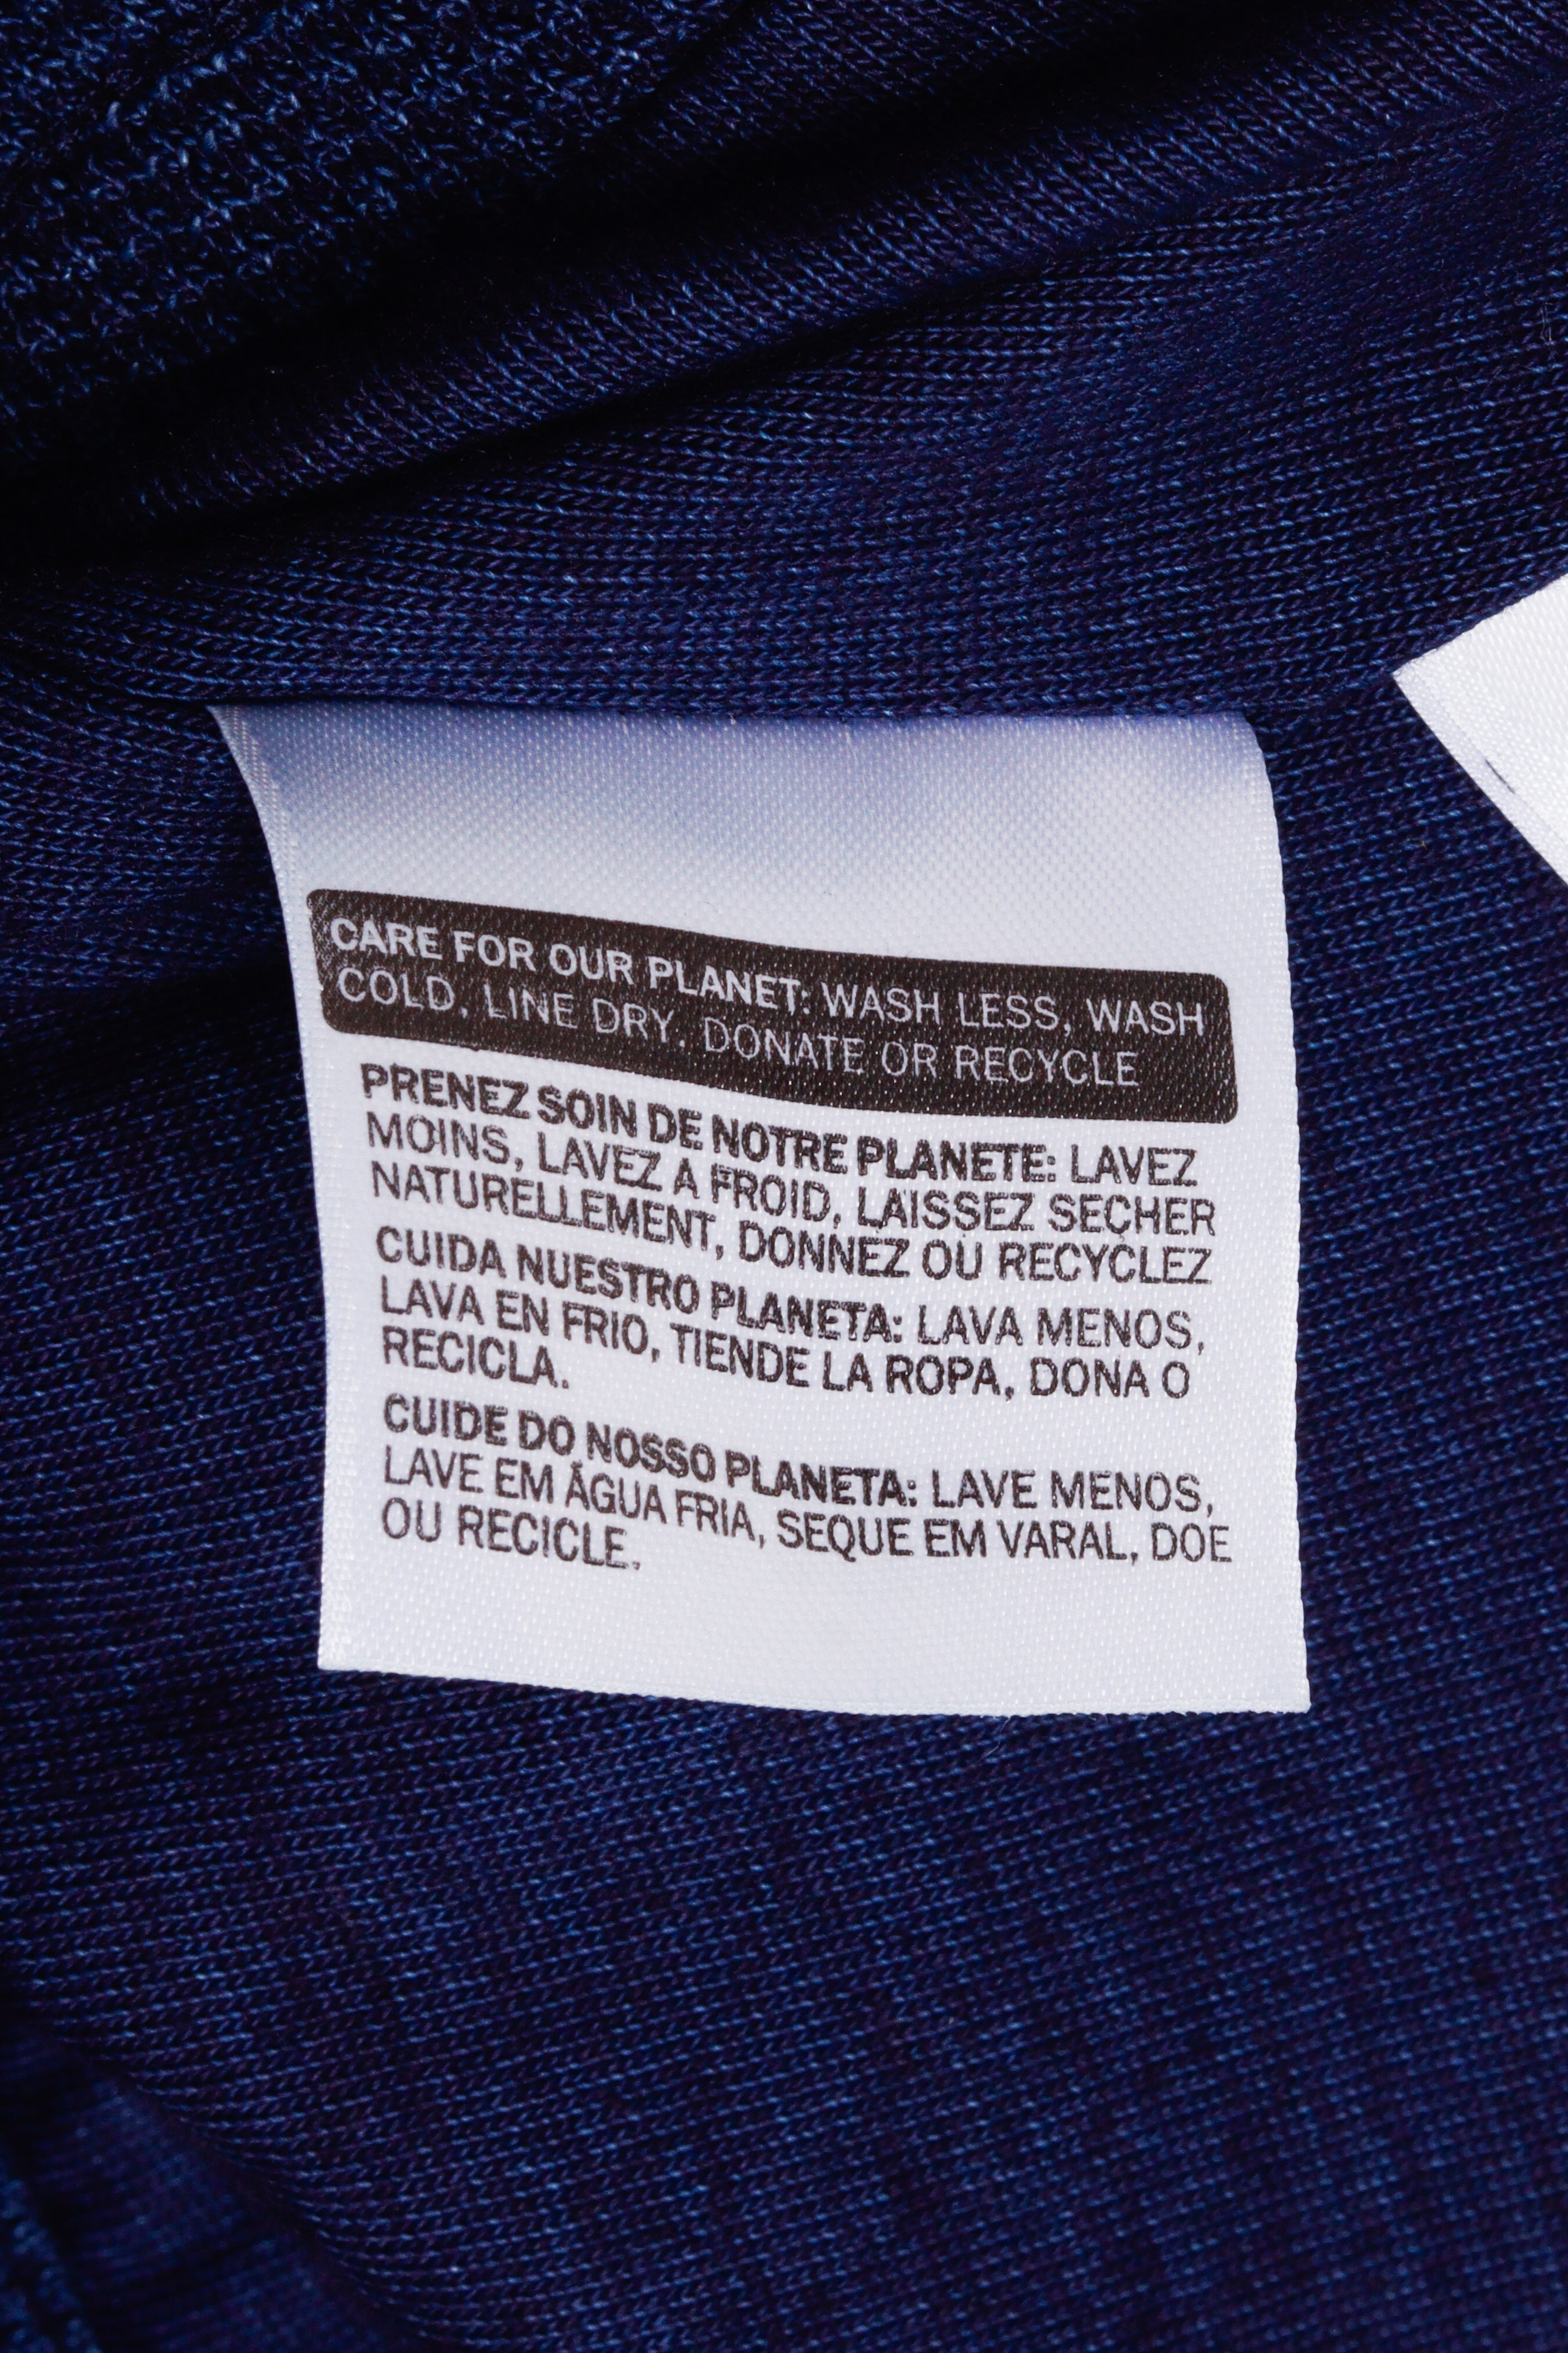 CARE FOR OUR PLANET: WASH LESS, WASH
COLD, LINE DRY, DONATE OR RECYCLE
PRENEZ SOIN DE NOTRE PLANETE: LAVEZ
MOINS, LAVEZ A FROID, LAISSEZ SECHER
NATURELLEMENT, DONNEZ OU RECYCLEZ
CUIDA NUESTRO PLANETA: LAVA MENOS,
LAVA EN FRIO, TIENDE LA ROPA, DONA O
RECICLA.
CUIDE DO NOSSO PLANETA: LAVE MENOS,
LAVE EM ÁGUA FRIA, SEQUE EM VARAL, DOE
OU RECICLE.